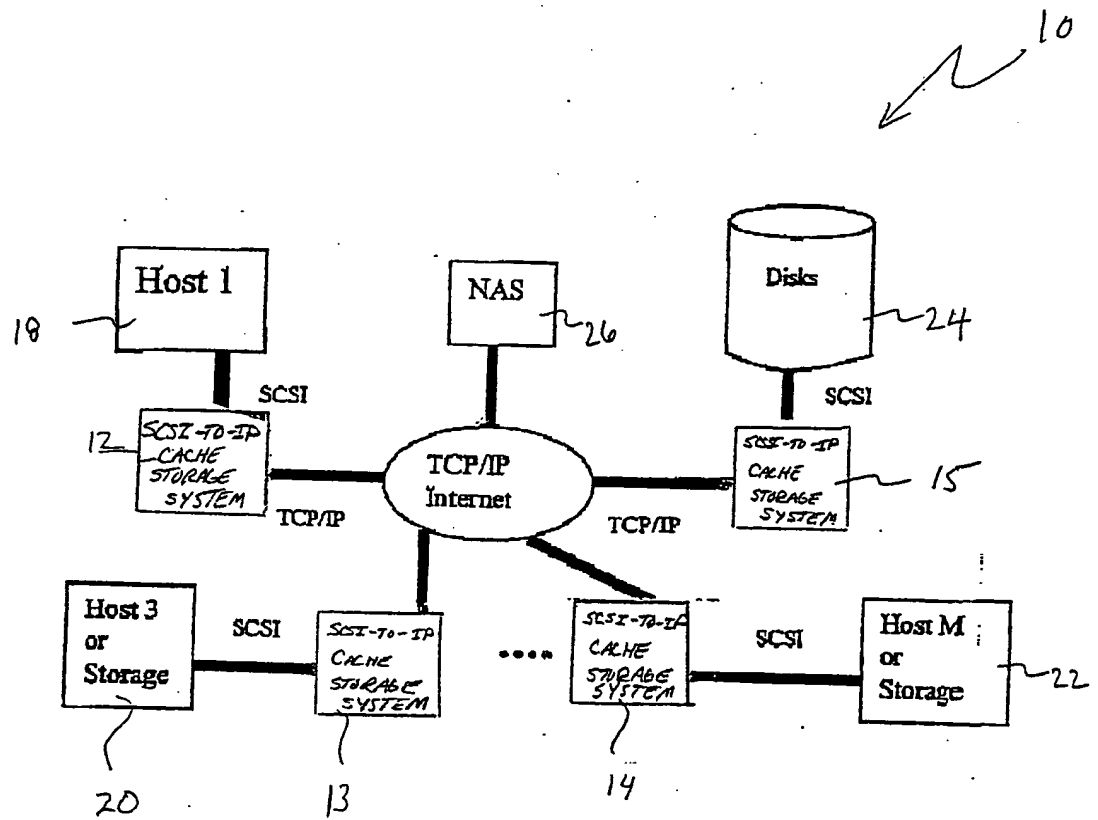 10
Host 1
18
SCSI
NAS
26
Disks
24
SCSI
12
SCSI-TO-IP
CACHE
STORAGE
SYSTEM
TCP/IP
TCP/IP
Internet
TCP/IP
SCSI-TO-IP
CACHE
STORAGE
SYSTEM
15
Host 3
or
Storage
20
SCSI
SCSI-TO-IP
CACHE
STORAGE
SYSTEM
13
SCSI-TO-IP
CACHE
STORAGE
SYSTEM
14
SCSI
Host M
or
Storage
22